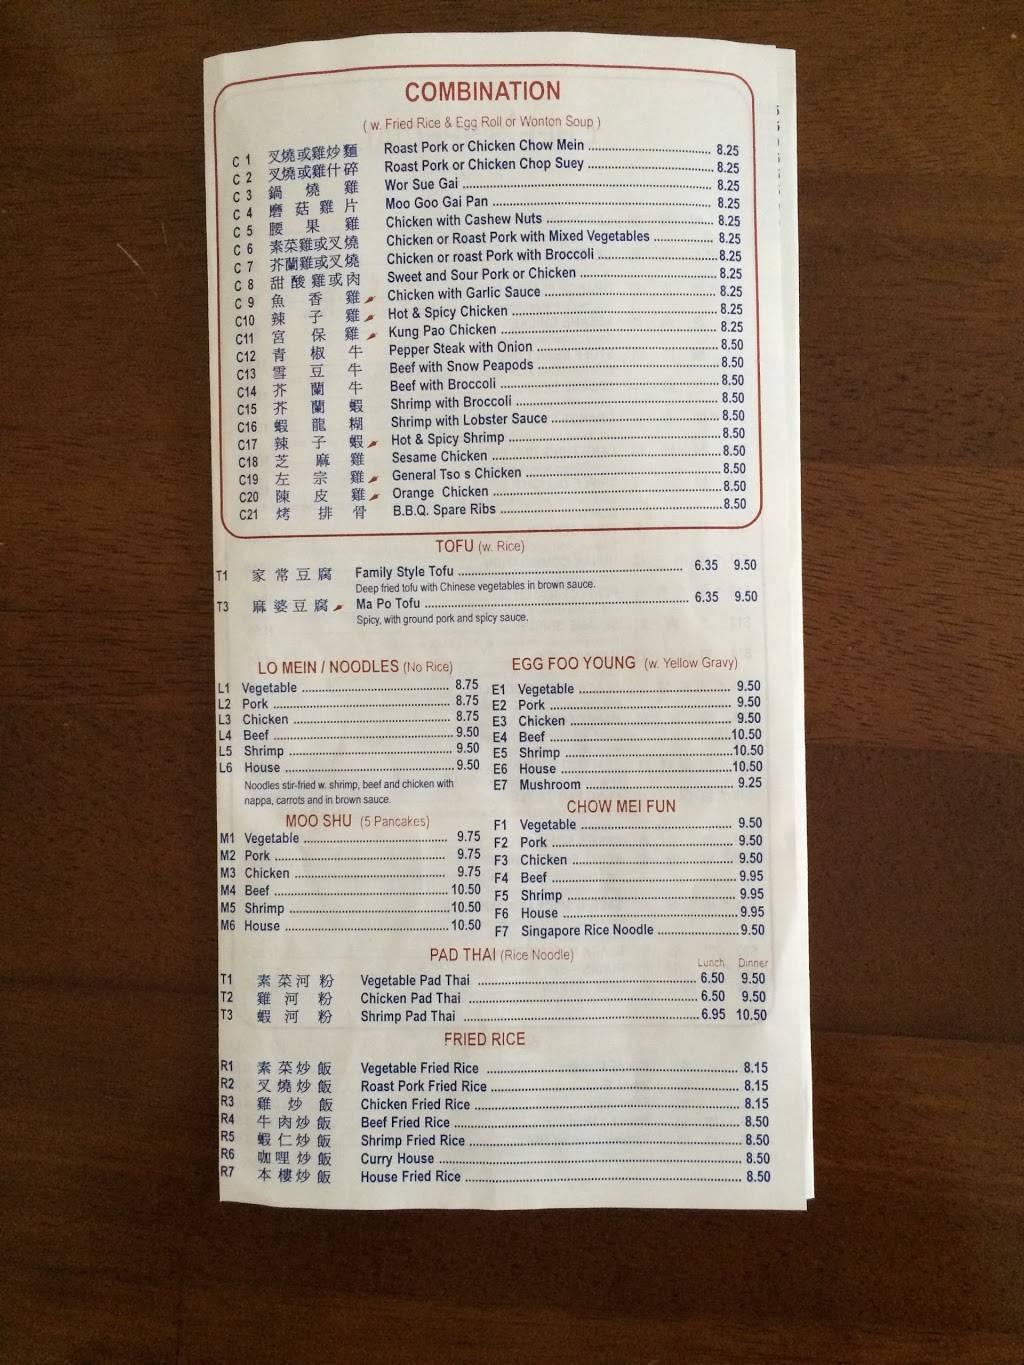 COMBINATION
( w. Fried Rice & Egg Roll or Wonton Soup )
C 1 叉燒或雞炒麵 Roast Pork or Chicken Chow Mein 8.25
C 2 叉燒或雞什碎 Roast Pork or Chicken Chop Suey 8.25
C 3 鍋燒雞 Wor Sue Gai 8.25
C 4 磨菇雞片 Moo Goo Gai Pan 8.25
C 5 腰果雞 Chicken with Cashew Nuts 8.25
C 6 素菜雞或叉燒 Chicken or Roast Pork with Mixed Vegetables 8.25
C 7 芥蘭雞或叉燒 Chicken or roast Pork with Broccoli 8.25
C 8 甜酸雞或肉 Sweet and Sour Pork or Chicken 8.25
C 9 魚香雞 Chicken with Garlic Sauce 8.25
C10 辣子雞 Hot & Spicy Chicken 8.25
C11 宮保雞 Kung Pao Chicken 8.25
C12 青椒牛 Pepper Steak with Onion 8.50
C13 雪豆牛 Beef with Snow Peapods 8.50
C14 芥蘭牛 Beef with Broccoli 8.50
C15 芥蘭蝦 Shrimp with Broccoli 8.50
C16 蝦龍糊 Shrimp with Lobster Sauce 8.50
C17 辣子蝦 Hot & Spicy Shrimp 8.50
C18 芝麻雞 Sesame Chicken 8.50
C19 左宗雞 General Tso s Chicken 8.50
C20 陳皮雞 Orange Chicken 8.50
C21 烤排骨 B.B.Q. Spare Ribs 8.50
TOFU (w. Rice)
T1 家常豆腐 Family Style Tofu 6.35 9.50
Deep fried tofu with Chinese vegetables in brown sauce.
T3 麻婆豆腐 Ma Po Tofu 6.35 9.50
Spicy, with ground pork and spicy sauce.
LO MEIN / NOODLES (No Rice)
L1 Vegetable 8.75
L2 Pork 8.75
L3 Chicken 8.75
L4 Beef 9.50
L5 Shrimp 9.50
L6 House 9.50
Noodles stir-fried w. shrimp, beef and chicken with
nappa, carrots and in brown sauce.
MOO SHU (5 Pancakes)
M1 Vegetable 9.75
M2 Pork 9.75
M3 Chicken 9.75
M4 Beef 10.50
M5 Shrimp 10.50
M6 House 10.50
EGG FOO YOUNG (w. Yellow Gravy)
E1 Vegetable 9.50
E2 Pork 9.50
E3 Chicken 9.50
E4 Beef 10.50
E5 Shrimp 10.50
E6 House 10.50
E7 Mushroom 9.25
CHOW MEI FUN
F1 Vegetable 9.50
F2 Pork 9.50
F3 Chicken 9.50
F4 Beef 9.95
F5 Shrimp 9.95
F6 House 9.95
F7 Singapore Rice Noodle 9.50
PAD THAI (Rice Noodle)
Lunch Dinner
T1 素菜河粉 Vegetable Pad Thai 6.50 9.50
T2 雞河粉 Chicken Pad Thai 6.50 9.50
T3 蝦河粉 Shrimp Pad Thai 6.95 10.50
FRIED RICE
R1 素菜炒飯 Vegetable Fried Rice 8.15
R2 叉燒炒飯 Roast Pork Fried Rice 8.15
R3 雞炒飯 Chicken Fried Rice 8.15
R4 牛肉炒飯 Beef Fried Rice 8.50
R5 蝦仁炒飯 Shrimp Fried Rice 8.50
R6 咖哩炒飯 Curry House 8.50
R7 本樓炒飯 House Fried Rice 8.50